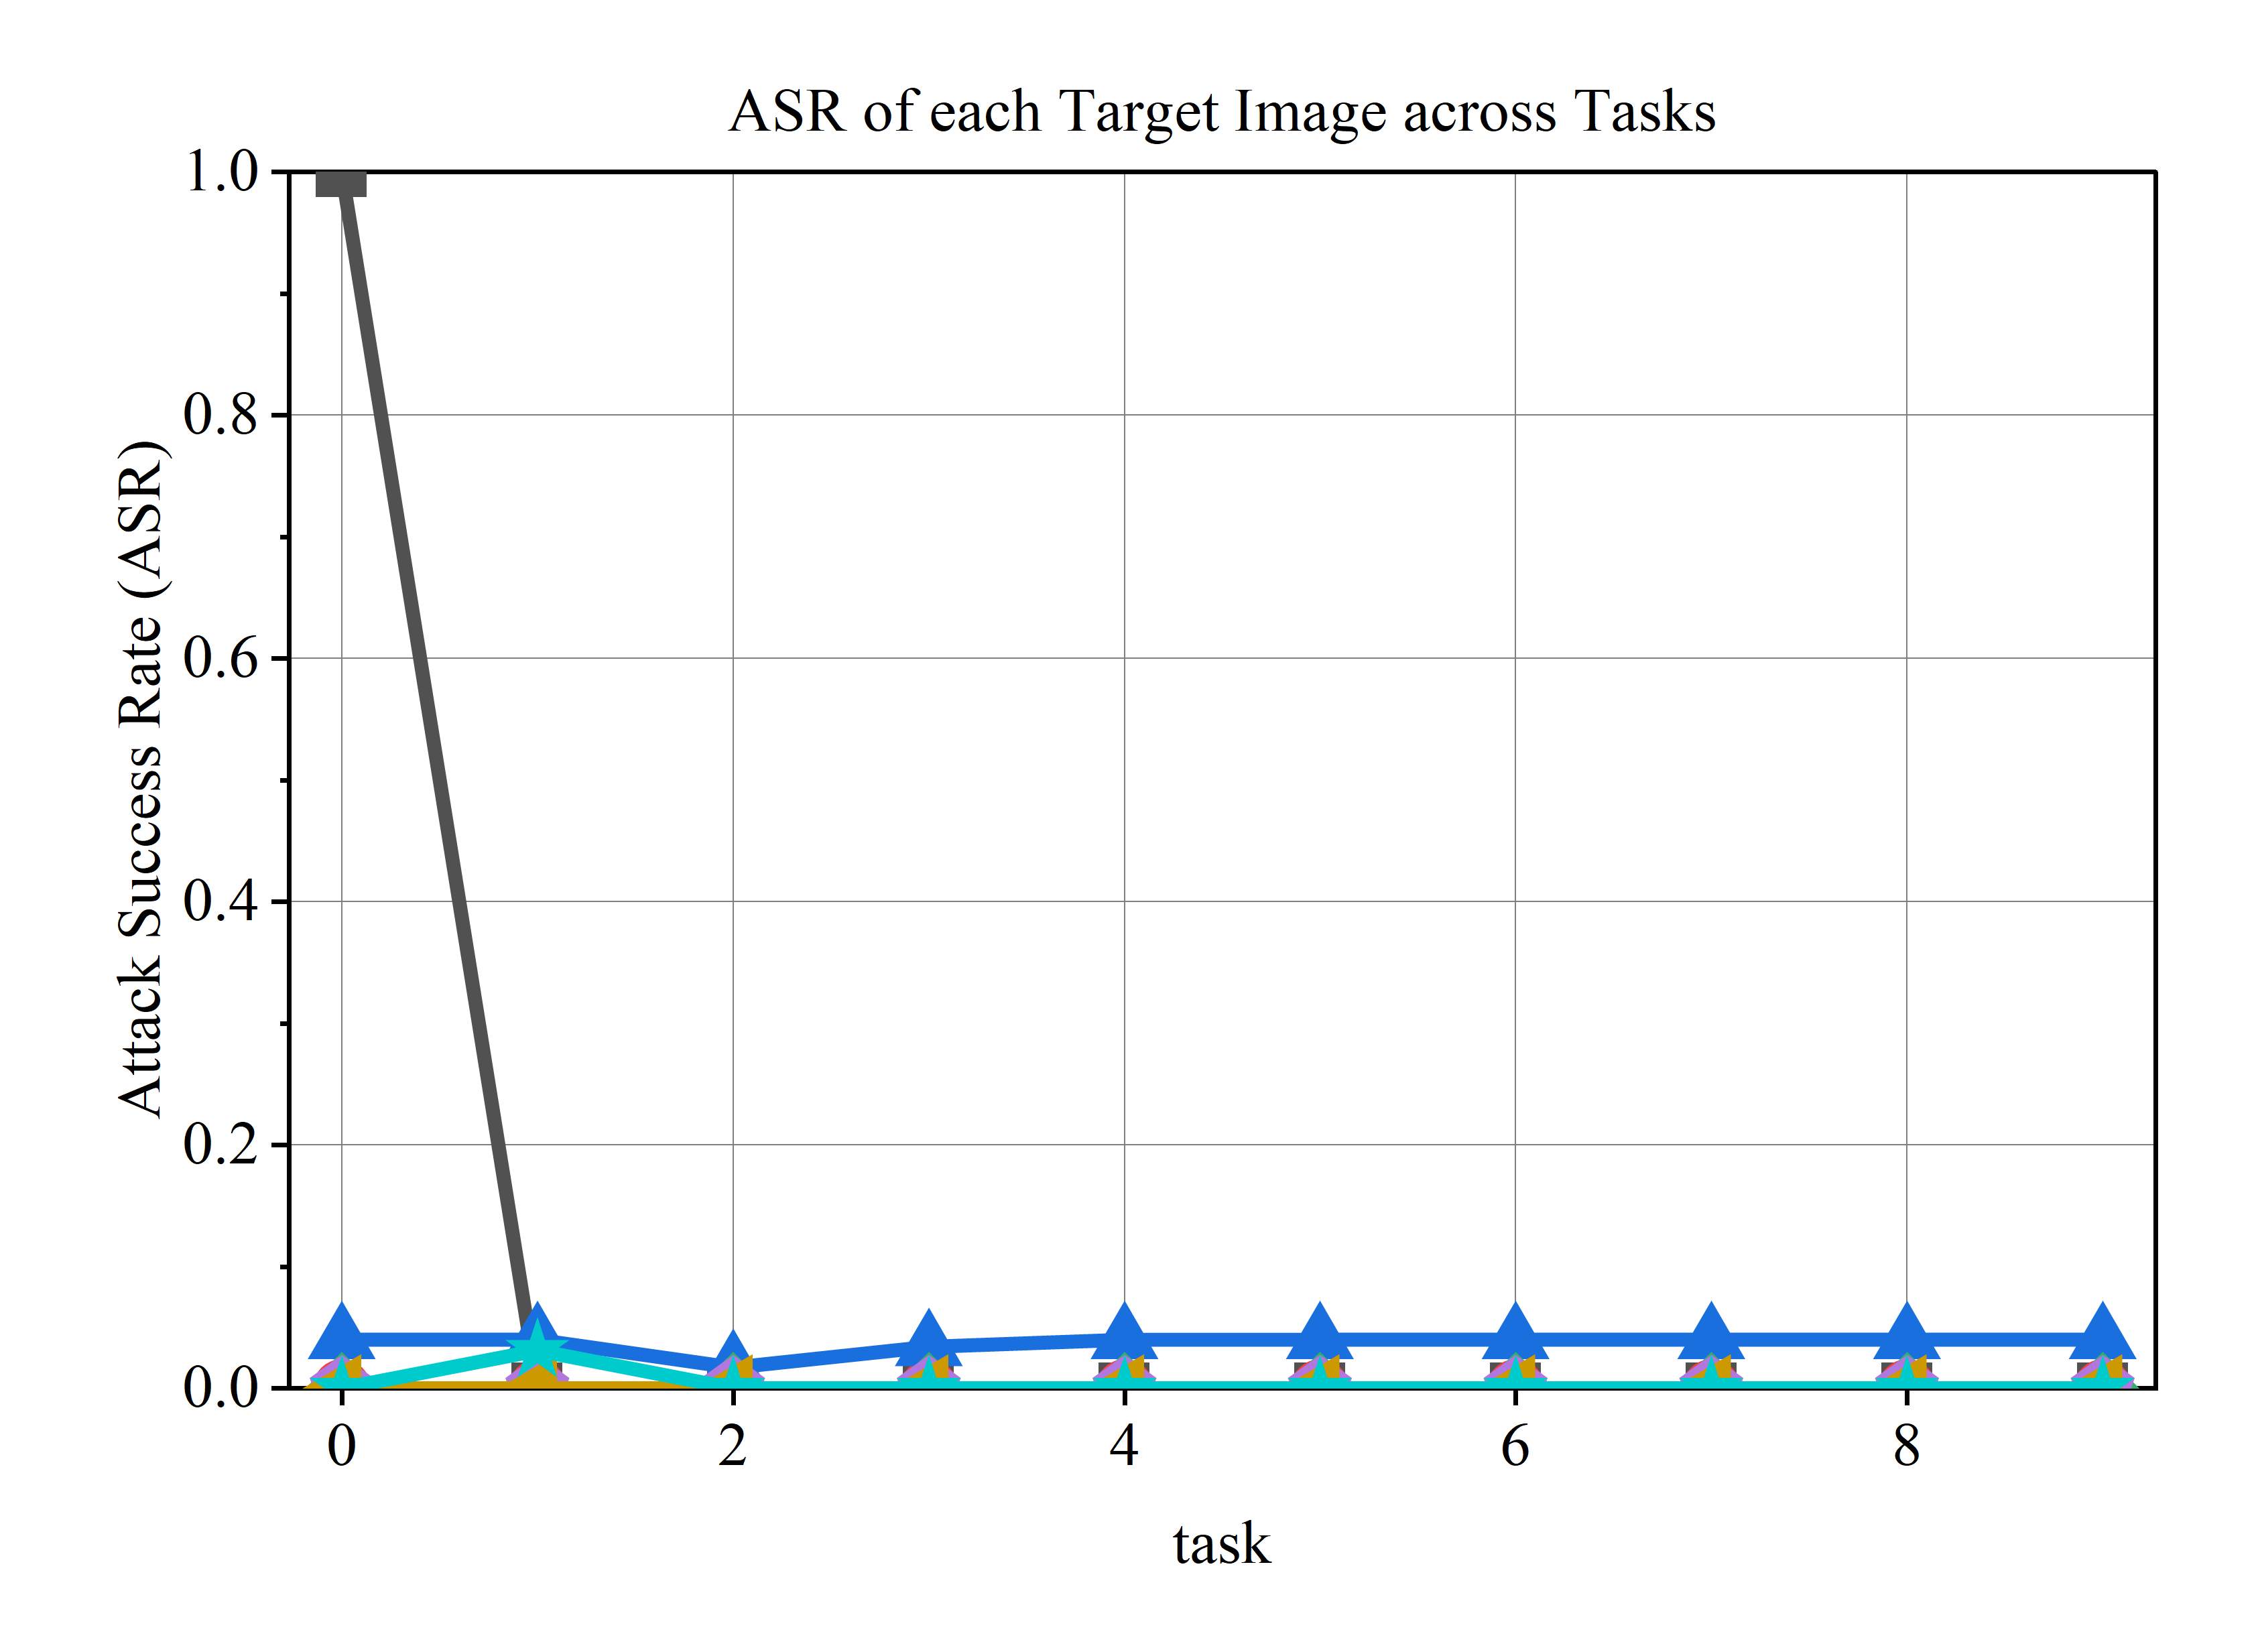 ASR of each Target Image across Tasks
1.0
0.8
0.6
0.4
0.2
0.0
Attack Success Rate (ASR)
0 2 4 6 8
task